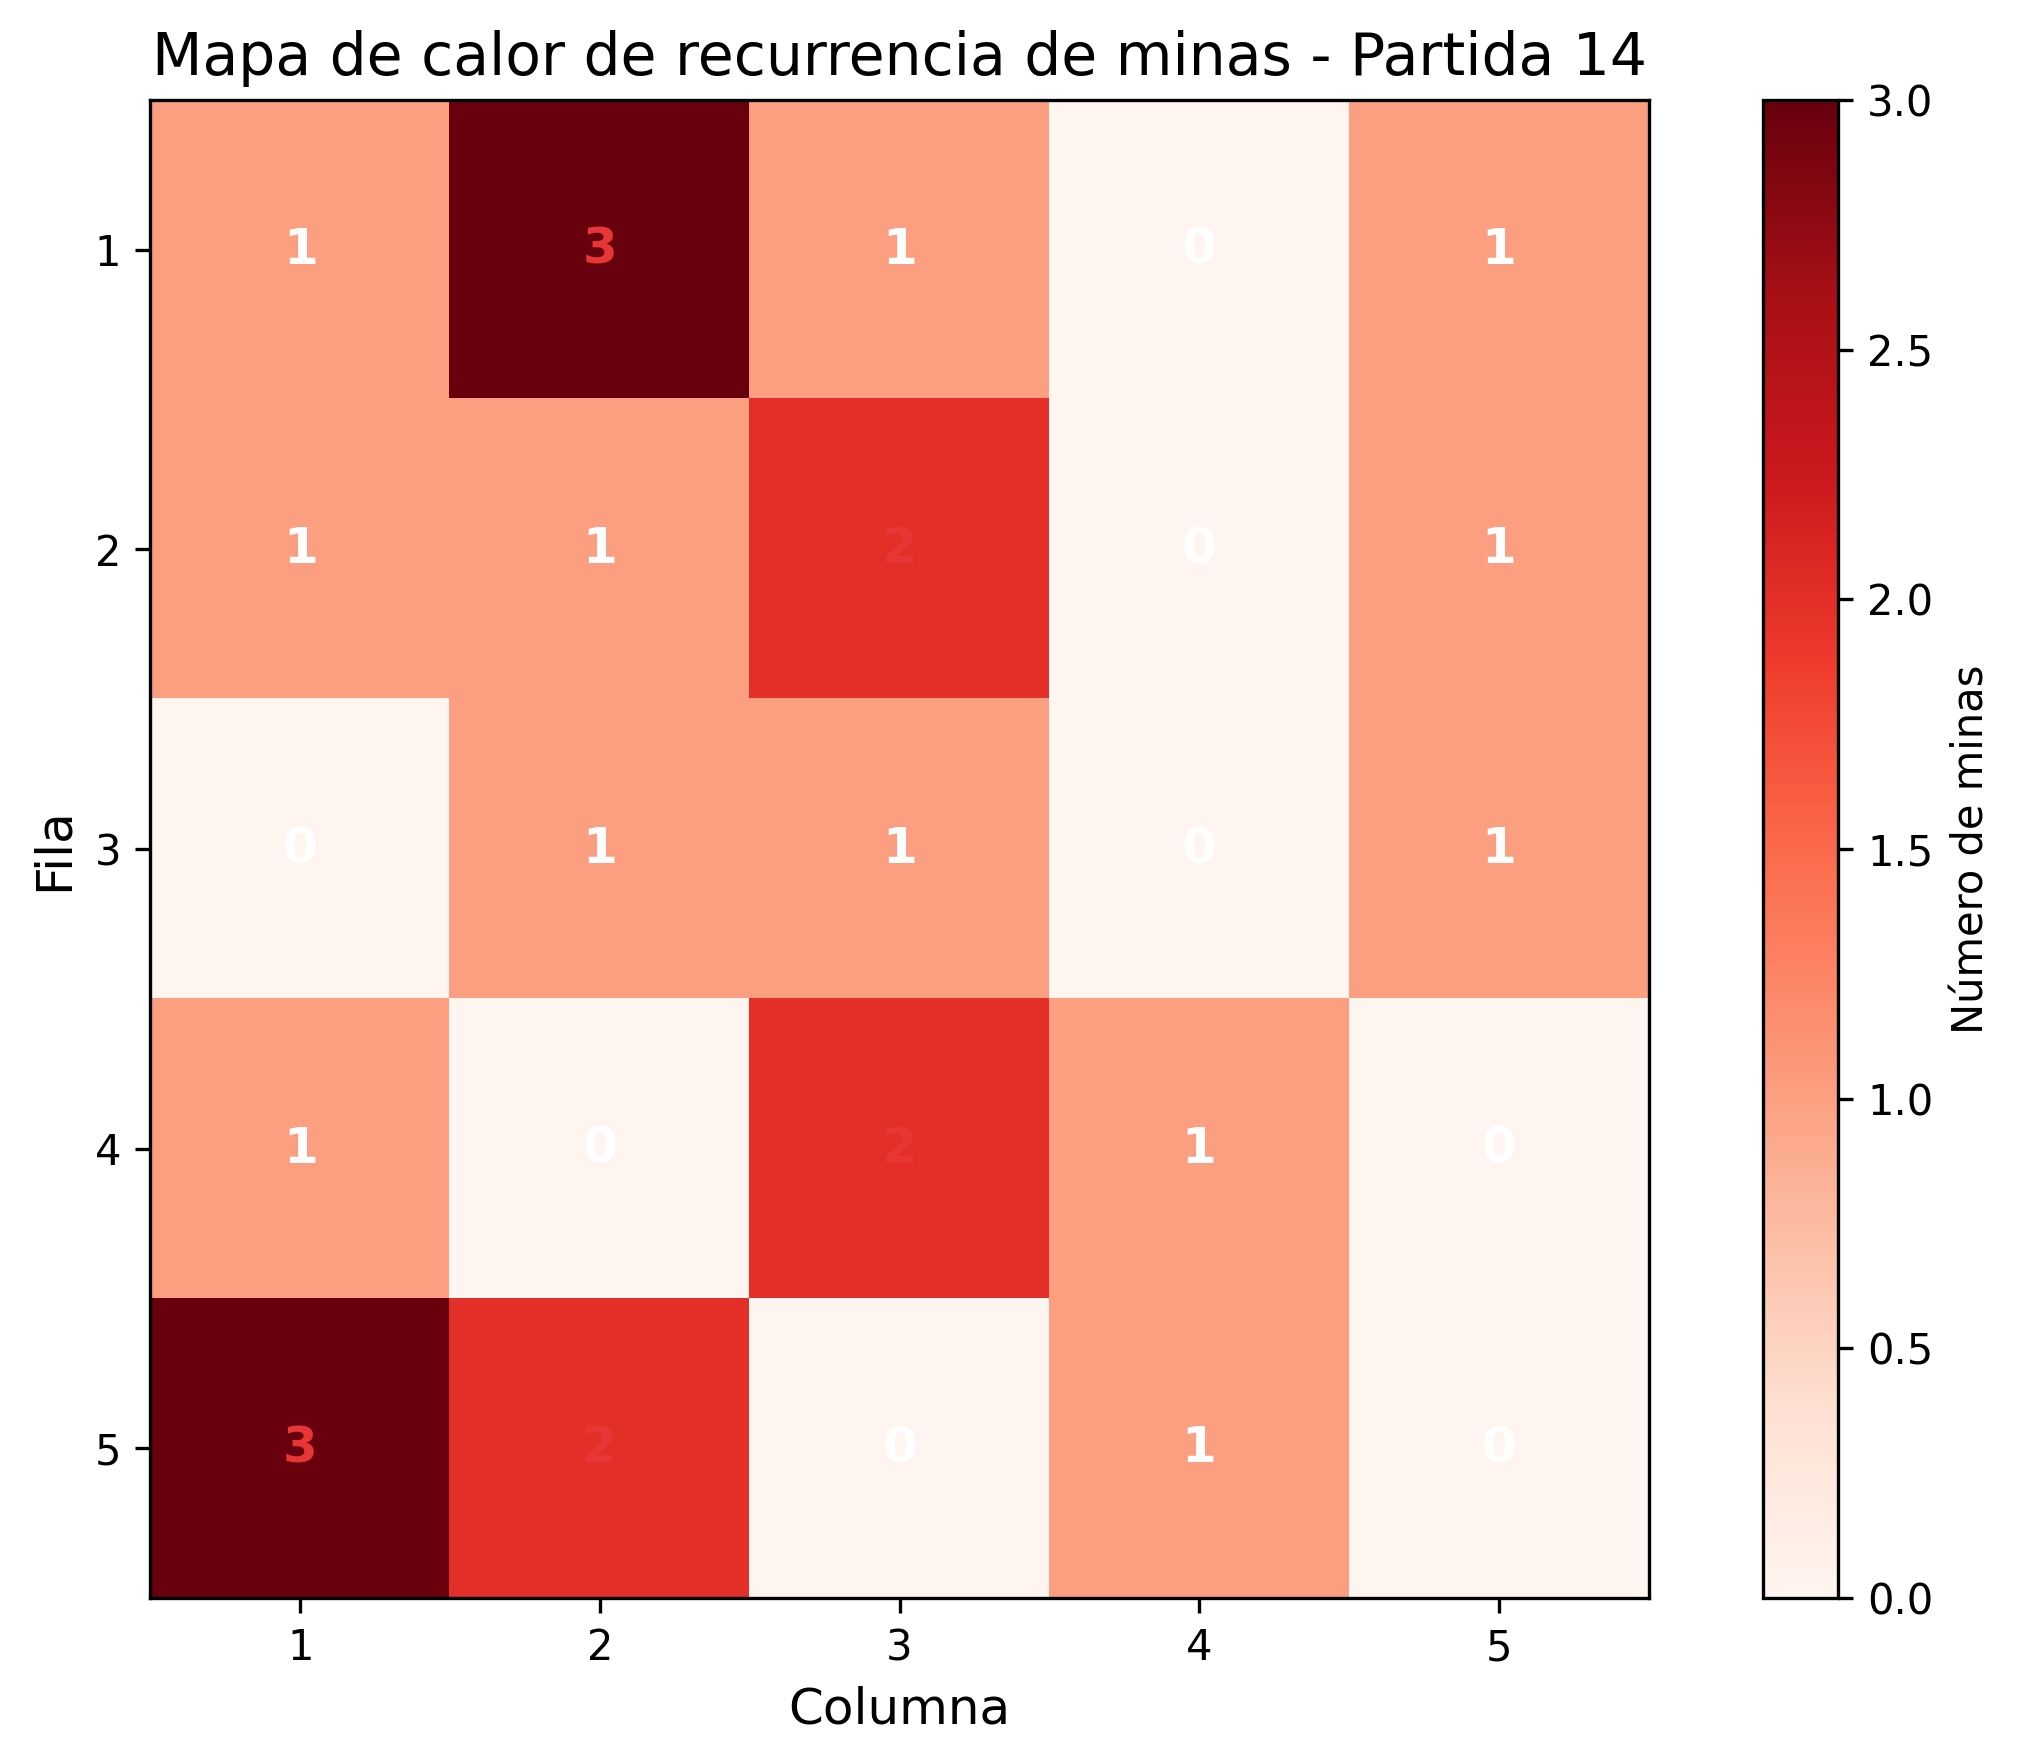 Mapa de calor de recurrencia de minas - Partida 14
1 1 3 1 0 1
2 1 1 2 0 1
3 0 1 1 0 1
4 1 0 2 1 0
5 3 2 0 1 0
1 2 3 4 5
Columna
Fila
3.0
2.5
2.0
1.5
1.0
0.5
0.0
Número de minas